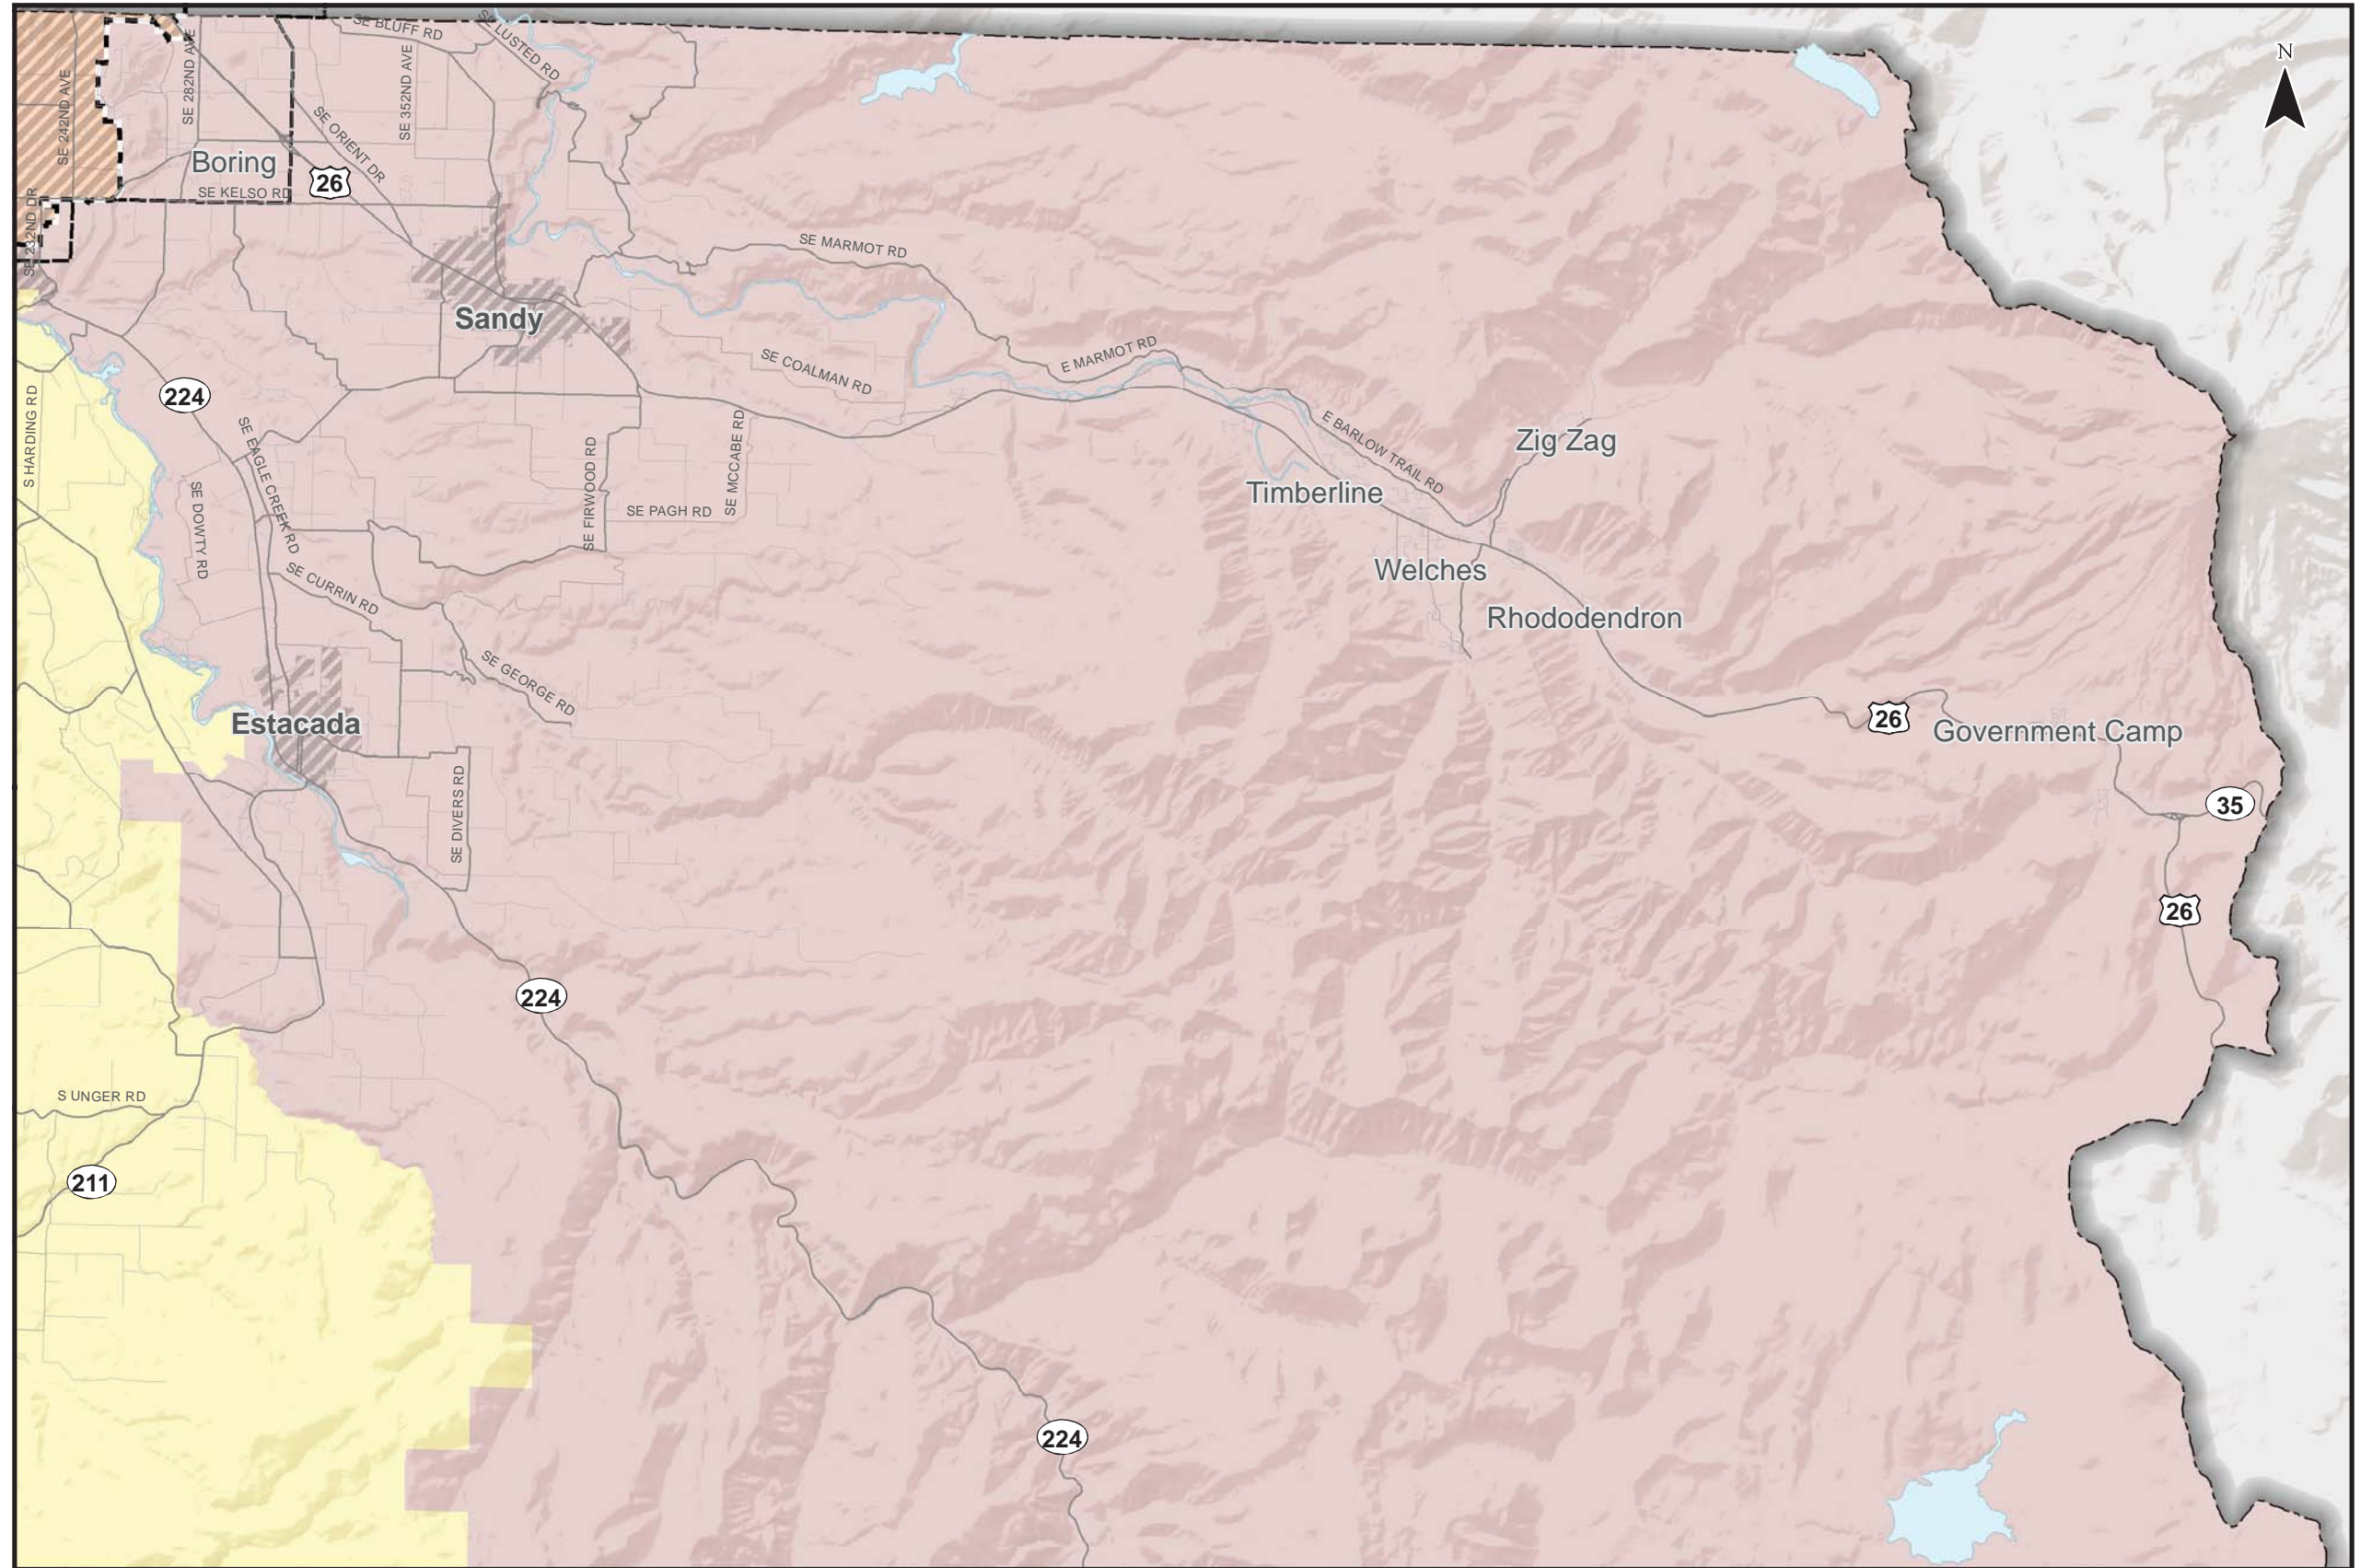 N
SE BLUFF RD
SE LUSTED RD
SE 282ND AVE
SE 352ND AVE
SE 242ND AVE
SE ORIENT DR
Boring
26
SE KELSO RD
SE 232ND DR
SE MARMOT RD
Sandy
E MARMOT RD
SE COALMAN RD
224
S HARDING RD
SE EAGLE CREEK RD
SE FIRWOOD RD
SE MCCABE RD
E BARLOW TRAIL RD
Zig Zag
Timberline
SE DOWTY RD
SE PAGH RD
Welches
SE CURRIN RD
Rhododendron
SE GEORGE RD
Estacada
26
Government Camp
SE DIVERS RD
35
26
224
S UNGER RD
211
224